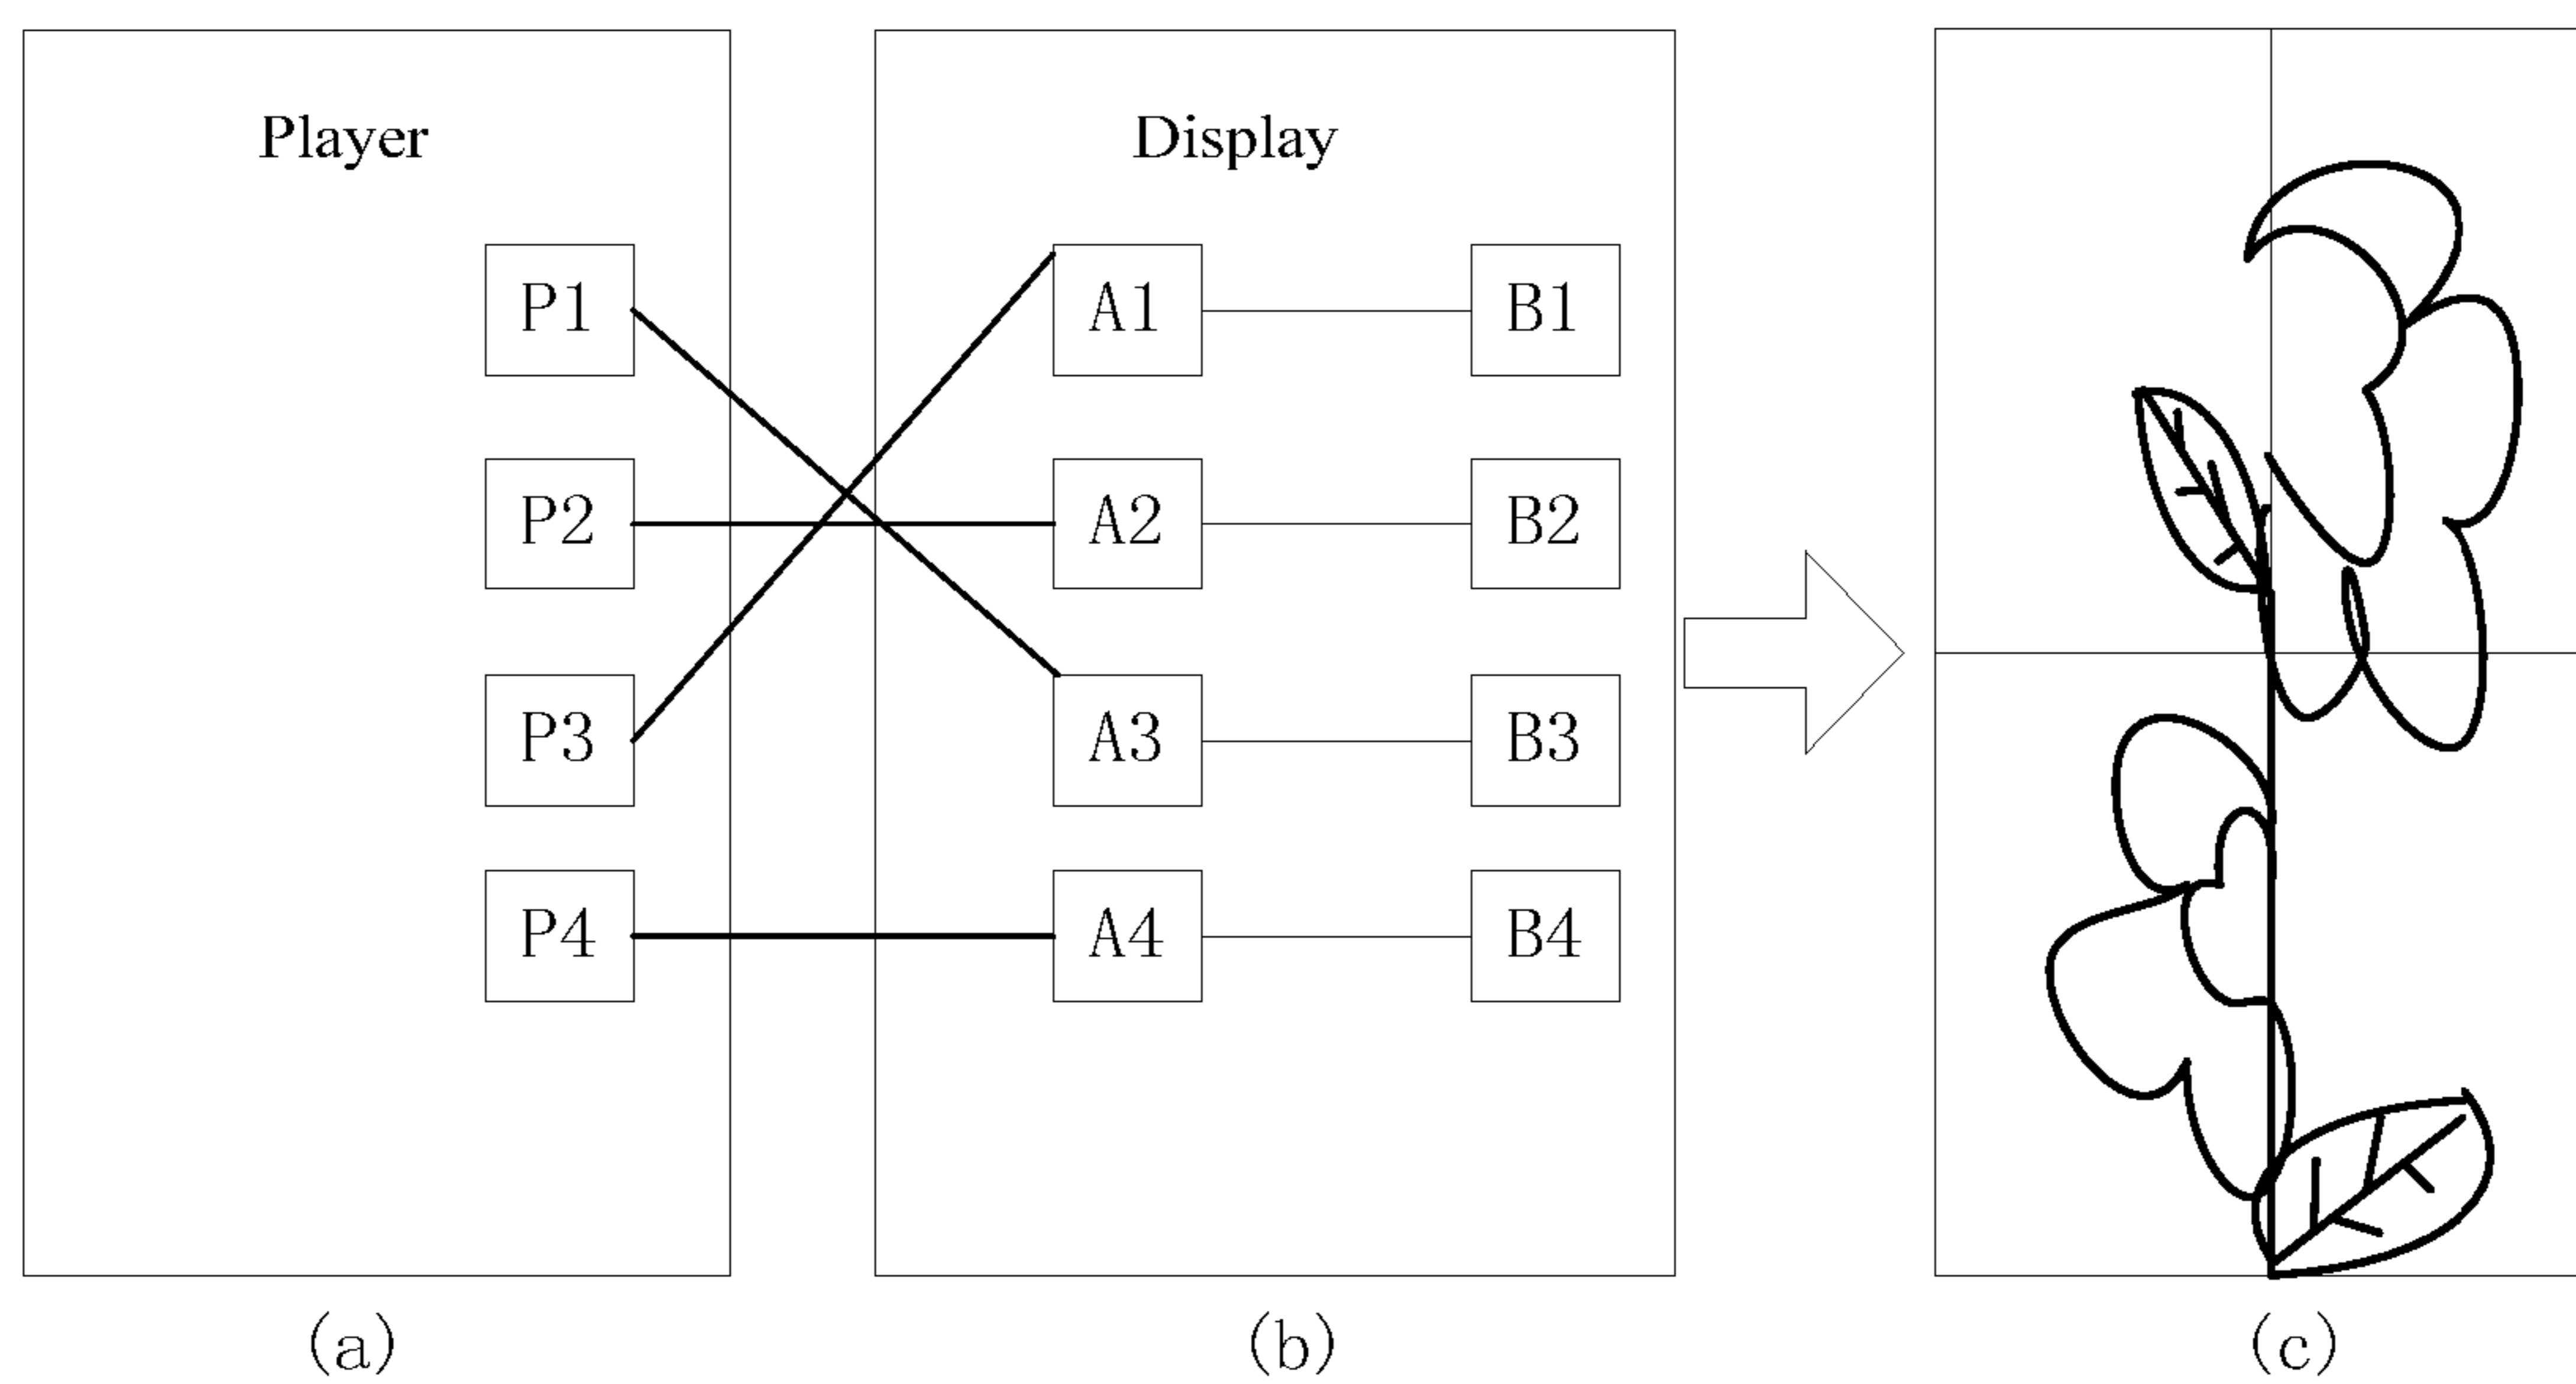 Player Display
P1 A1 B1
P2 A2 B2
P3 A3 B3
P4 A4 B4
(a) (b) (c)